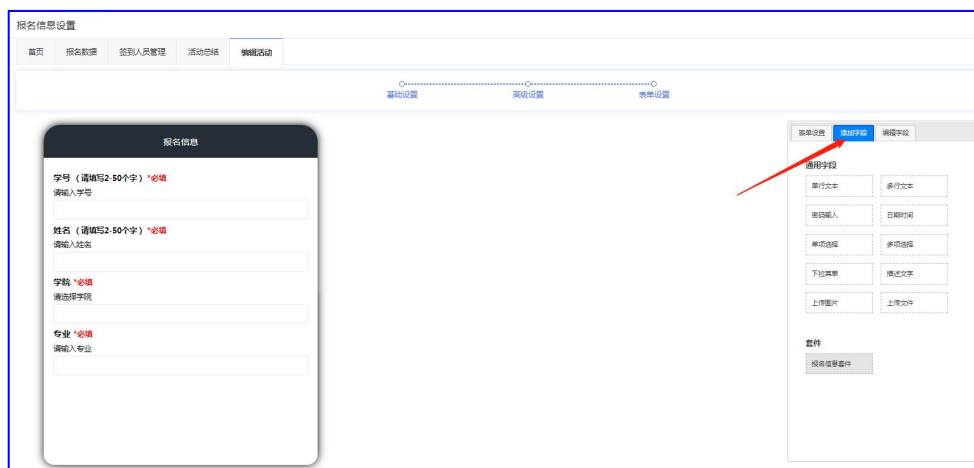 报名信息设置
首页 报名数据 签到人员管理 活动总结 编辑活动
基础设置 高级设置 表单设置
报名信息
学号（请填写2-50个字）*必填
请输入学号
姓名（请填写2-50个字）*必填
请输入姓名
学院 *必填
请选择学院
专业 *必填
请输入专业
表单设置 添加字段 编辑字段
通用字段
单行文本 多行文本
密码输入 日期时间
单项选择 多项选择
下拉菜单 描述文字
上传图片 上传文件
套件
报名信息套件